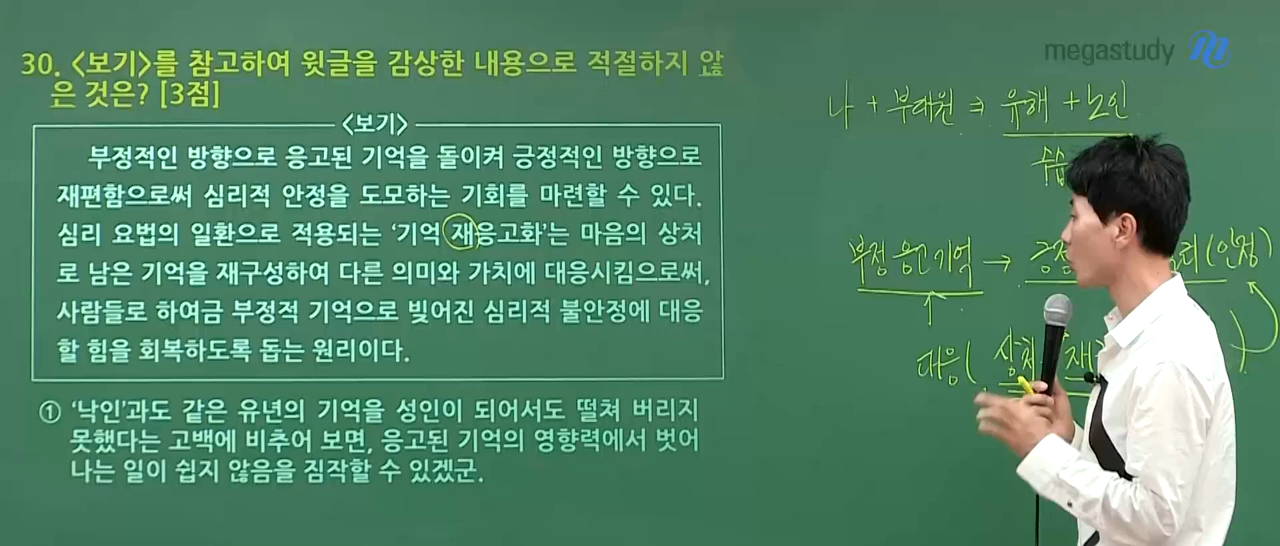 megastudy
30. <보기>를 참고하여 윗글을 감상한 내용으로 적절하지 않
은 것은? [3점]
<보기>
부정적인 방향으로 응고된 기억을 돌이켜 긍정적인 방향으로
재편함으로써 심리적 안정을 도모하는 기회를 마련할 수 있다.
심리 요법의 일환으로 적용되는 '기억 재응고화'는 마음의 상처
로 남은 기억을 재구성하여 다른 의미와 가치에 대응시킴으로써,
사람들로 하여금 부정적 기억으로 빚어진 심리적 불안정에 대응
할 힘을 회복하도록 돕는 원리이다.
① '낙인'과도 같은 유년의 기억을 성인이 되어서도 떨쳐 버리지
못했다는 고백에 비추어 보면, 응고된 기억의 영향력에서 벗어
나는 일이 쉽지 않음을 짐작할 수 있겠군.
나 + 부대원 ⇒ 유해 + 노인
수습
부정 응고 기억 → (안정)
대응( 상처